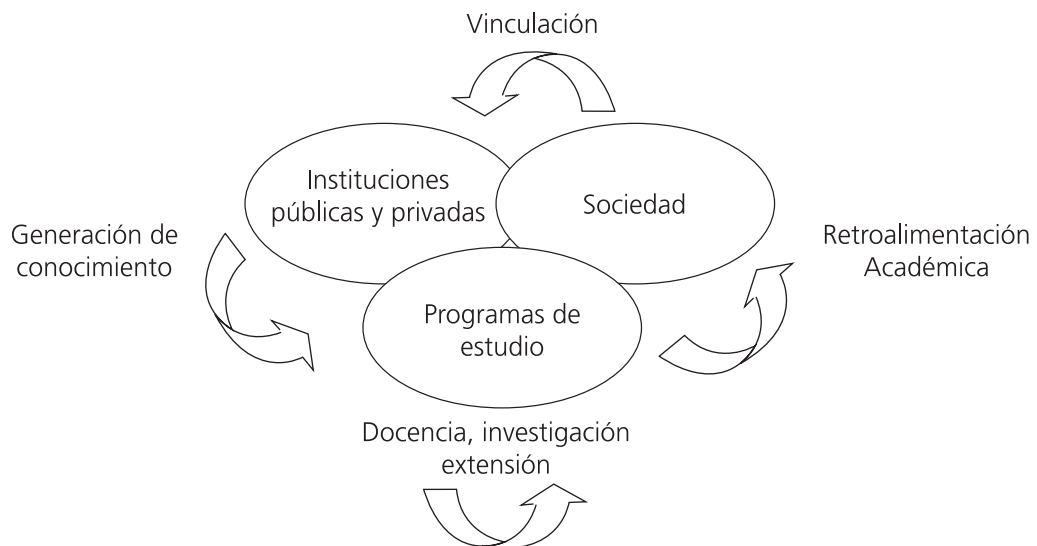 Vinculación
Instituciones
públicas y privadas
Sociedad
Generación de
conocimiento
Retroalimentación
Académica
Programas de
estudio
Docencia, investigación
extensión